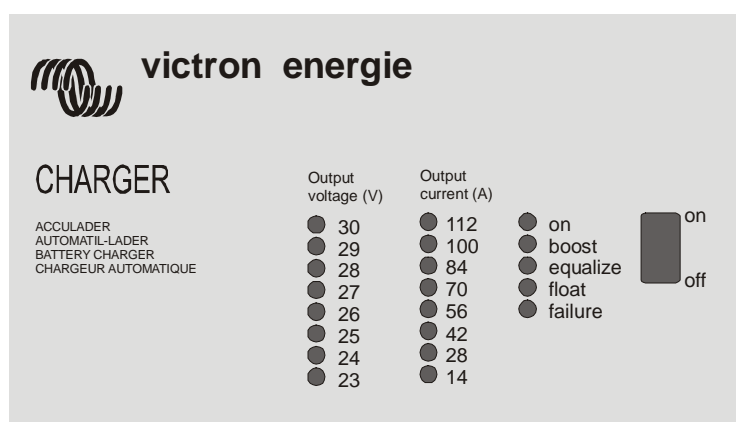 victron energie
CHARGER
ACCULADER
AUTOMATIL-LADER
BATTERY CHARGER
CHARGEUR AUTOMATIQUE
Output
voltage (V)
30
29
28
27
26
25
24
23
Output
current (A)
112
100
84
70
56
42
28
14
on
boost
equalize
float
failure
on
off